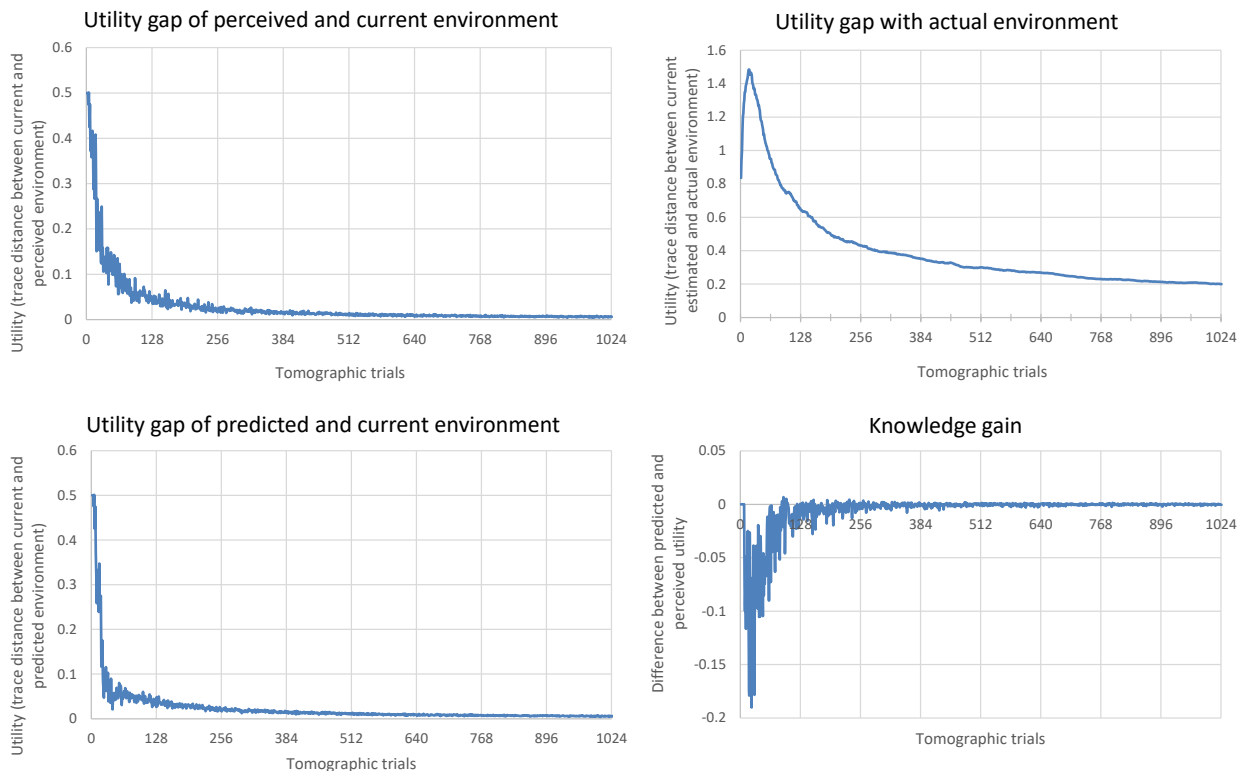 Utility gap of perceived and current environment
Utility (trace distance between current and
perceived environment)
0.6
0.5
0.4
0.3
0.2
0.1
0
0 128 256 384 512 640 768 896 1024
Tomographic trials
Utility gap with actual environment
Utility (trace distance between current
estimated and actual environment)
1.6
1.4
1.2
1
0.8
0.6
0.4
0.2
0
0 128 256 384 512 640 768 896 1024
Tomographic trials
Utility gap of predicted and current environment
Utility (trace distance between current and
predicted environment)
0.6
0.5
0.4
0.3
0.2
0.1
0
0 128 256 384 512 640 768 896 1024
Tomographic trials
Knowledge gain
Difference between predicted and
perceived utility
0.05
0
-0.05
-0.1
-0.15
-0.2
0 128 256 384 512 640 768 896 1024
Tomographic trials